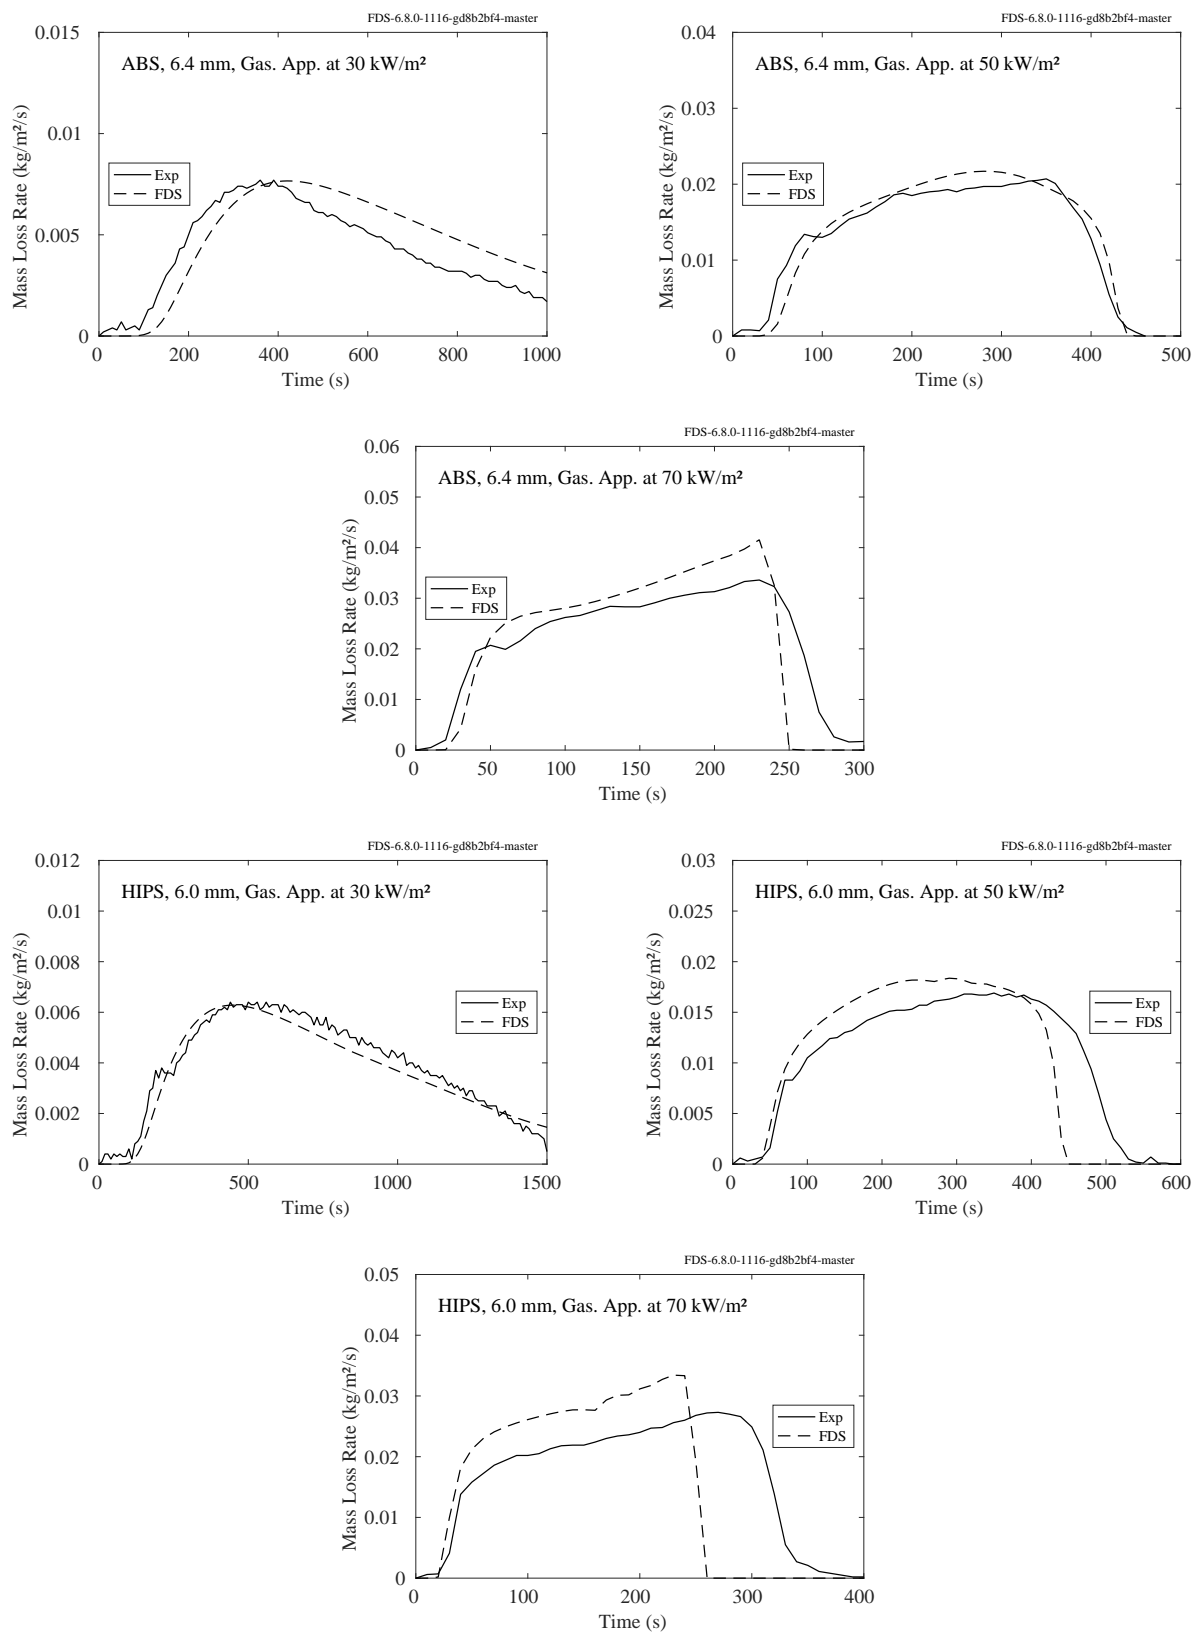 FDS-6.8.0-1116-gd8b2bf4-master
ABS, 6.4 mm, Gas. App. at 30 kW/m²
Mass Loss Rate (kg/m²/s)
0.015
0.01
0.005
0
Exp
FDS
0 200 400 600 800 1000
Time (s)
FDS-6.8.0-1116-gd8b2bf4-master
ABS, 6.4 mm, Gas. App. at 50 kW/m²
Mass Loss Rate (kg/m²/s)
0.04
0.03
0.02
0.01
0
Exp
FDS
0 100 200 300 400 500
Time (s)
FDS-6.8.0-1116-gd8b2bf4-master
ABS, 6.4 mm, Gas. App. at 70 kW/m²
Mass Loss Rate (kg/m²/s)
0.06
0.05
0.04
0.03
0.02
0.01
0
Exp
FDS
0 50 100 150 200 250 300
Time (s)
FDS-6.8.0-1116-gd8b2bf4-master
HIPS, 6.0 mm, Gas. App. at 30 kW/m²
Mass Loss Rate (kg/m²/s)
0.012
0.01
0.008
0.006
0.004
0.002
0
Exp
FDS
0 500 1000 1500
Time (s)
FDS-6.8.0-1116-gd8b2bf4-master
HIPS, 6.0 mm, Gas. App. at 50 kW/m²
Mass Loss Rate (kg/m²/s)
0.03
0.025
0.02
0.015
0.01
0.005
0
Exp
FDS
0 100 200 300 400 500 600
Time (s)
FDS-6.8.0-1116-gd8b2bf4-master
HIPS, 6.0 mm, Gas. App. at 70 kW/m²
Mass Loss Rate (kg/m²/s)
0.05
0.04
0.03
0.02
0.01
0
Exp
FDS
0 100 200 300 400
Time (s)